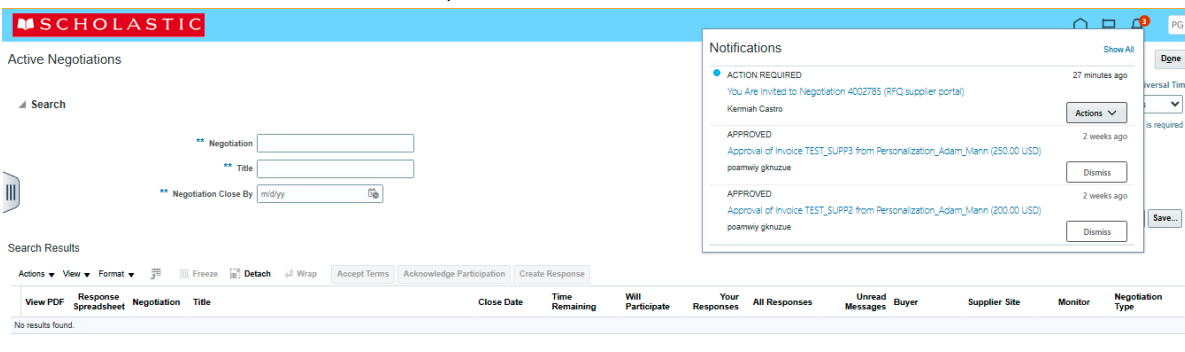 SCHOLASTIC
3
PG
Active Negotiations
Done
Notifications
Show All
ACTION REQUIRED
27 minutes ago
You Are Invited to Negotiation 4002785 (RFQ supplier portal)
Kermiah Castro
Actions
APPROVED
2 weeks ago
Approval of Invoice TEST_SUPP3 from Personalization_Adam_Mann (250.00 USD)
poamwiy gknuzue
Dismiss
APPROVED
2 weeks ago
Approval of Invoice TEST_SUPP2 from Personalization_Adam_Mann (200.00 USD)
poamwiy gknuzue
Dismiss
iversal Tim
is required
Search
** Negotiation
** Title
** Negotiation Close By m/d/yy
Save...
Search Results
Actions View Format Freeze Detach Wrap Accept Terms Acknowledge Participation Create Response
View PDF Response Spreadsheet Negotiation Title Close Date Time Remaining Will Participate Your Responses All Responses Unread Messages Buyer Supplier Site Monitor Negotiation Type
No results found.